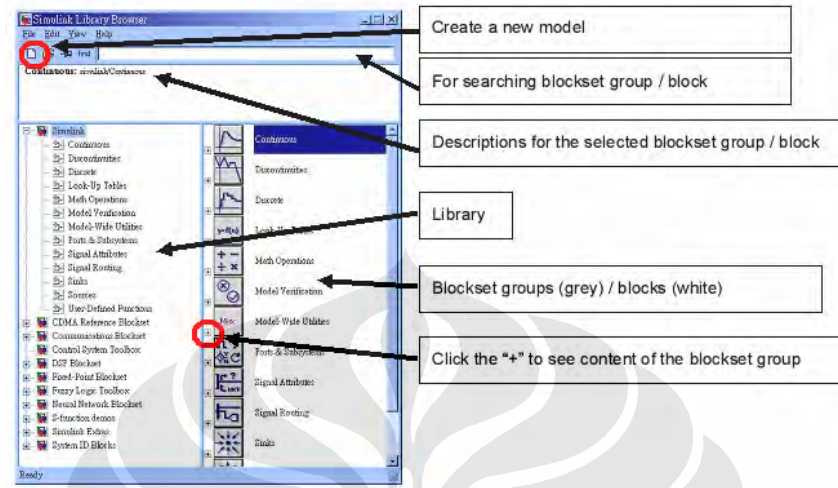 Simulink Library Browser
File Edit View Help
find
Continuous: simulink/Continuous
Simulink
Continuous
Discontinuities
Discrete
Look-Up Tables
Math Operations
Model Verification
Model-Wide Utilities
Ports & Subsystems
Signal Attributes
Signal Routing
Sinks
Sources
User-Defined Functions
CDMA Reference Blockset
Communications Blockset
Control System Toolbox
DSP Blockset
Fixed-Point Blockset
Fuzzy Logic Toolbox
Neural Network Blockset
S-function demos
Simulink Extras
System ID Blocks
Continuous
Discontinuities
Discrete
y=f(u)
Look-Up
Math Operations
Model Verification
Misc
Model-Wide Utilities
Ports & Subsystems
Signal Attributes
Signal Routing
Sinks
Ready
Create a new model
For searching blockset group / block
Descriptions for the selected blockset group / block
Library
Blockset groups (grey) / blocks (white)
Click the "+" to see content of the blockset group